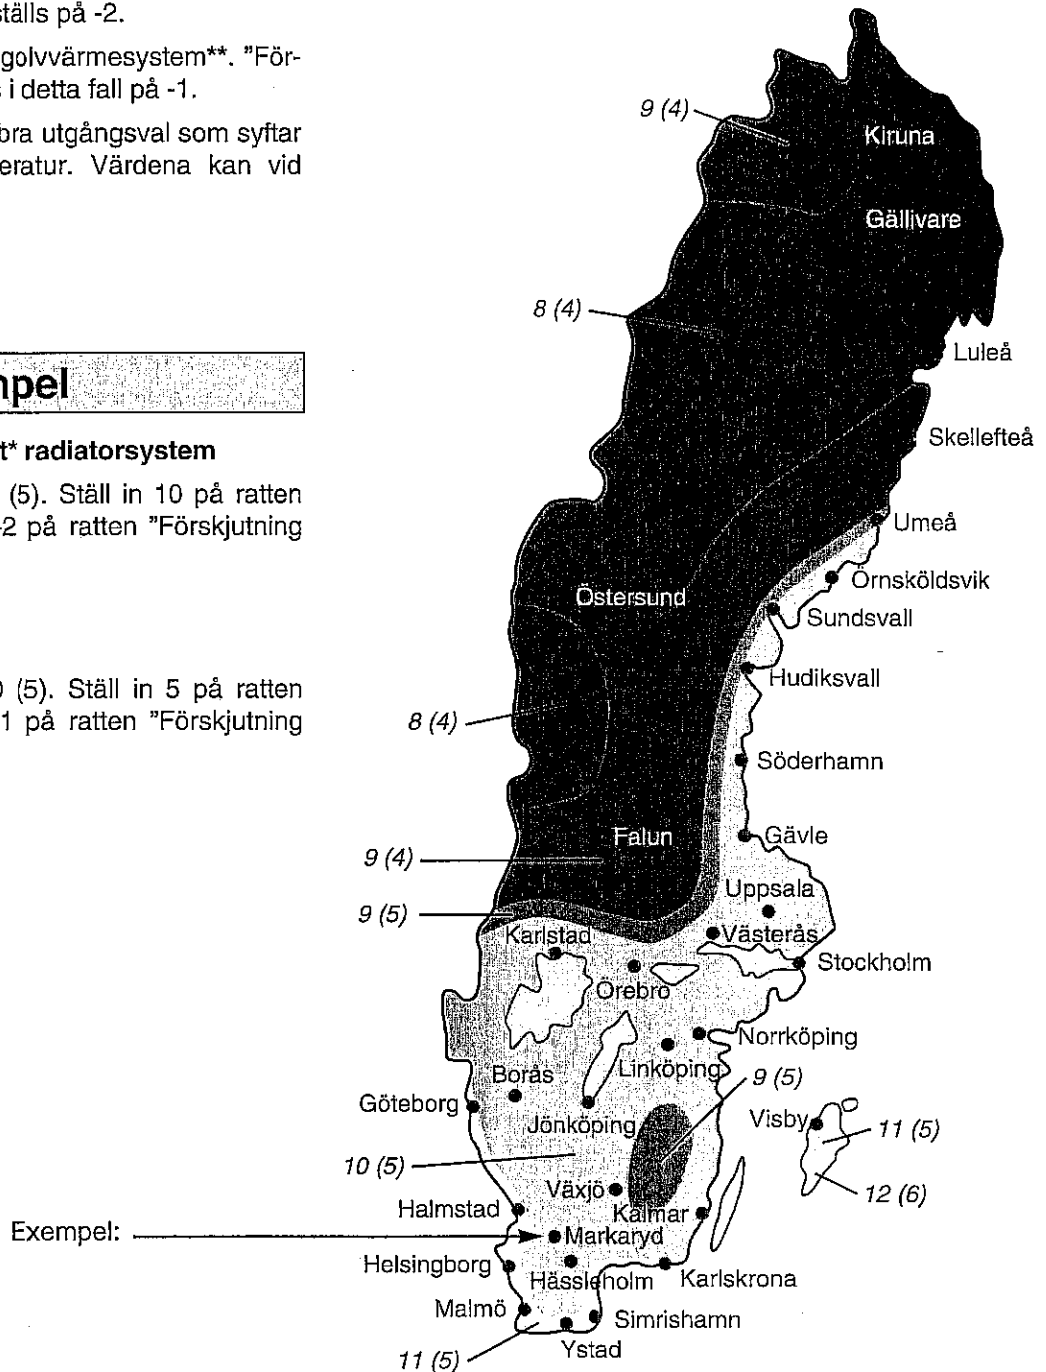 ställs på -2.
golvvärmesystem**. "För-
i detta fall på -1.
bra utgångsval som syftar
eratur. Värdena kan vid
npel
t* radiatorsystem
(5). Ställ in 10 på ratten
-2 på ratten "Förskjutning
(5). Ställ in 5 på ratten
1 på ratten "Förskjutning
9 (4)
Kiruna
Gällivare
8 (4)
Luleå
Skellefteå
Umeå
Örnsköldsvik
Östersund
Sundsvall
Hudiksvall
8 (4)
Söderhamn
Falun
Gävle
9 (4)
Uppsala
9 (5)
Karlstad
Västerås
Stockholm
Örebro
Norrköping
Linköping
9 (5)
Borås
Göteborg
Jönköping
Visby
11 (5)
10 (5)
Växjö
12 (6)
Halmstad
Kalmar
Exempel:
Markaryd
Helsingborg
Hässleholm
Karlskrona
Malmö
Simrishamn
Ystad
11 (5)